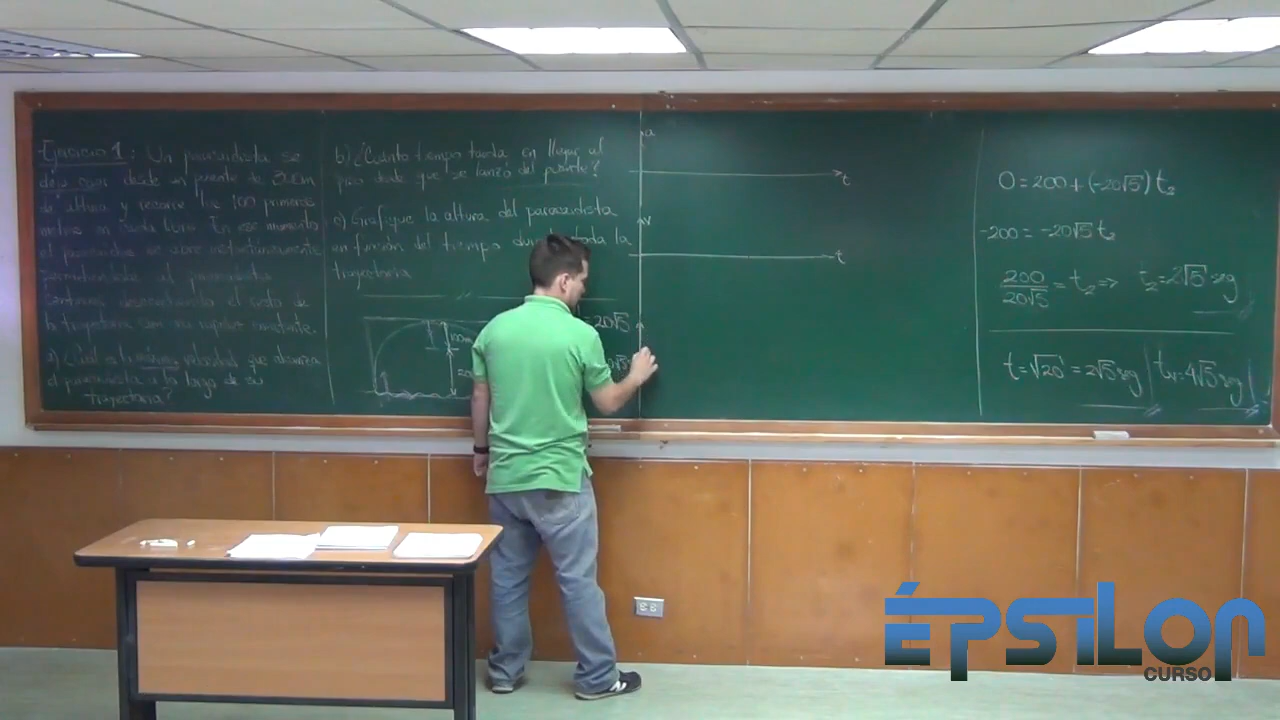 Ejercicio 1: Un paracaidista se
deja caer desde un puente de 300m
de altura y recorre los 100 primeros
metros en caída libre. En ese momento
el paracaídas se abre instantáneamente
permitiéndole al paracaidista
continuar descendiendo el resto de
la trayectoria con su rapidez constante.
a) ¿Cuál es la máxima velocidad que alcanza
el paracaidista a lo largo de su
trayectoria?
b) ¿Cuánto tiempo tarda en llegar al
piso desde que se lanzó del puente?
c) Grafique la altura del paracaidista
en función del tiempo toda la
trayectoria
100m
= 20√5
a
t
v
t
0=200+(-20√5) t₂
-200=-20√5 t₂
200/20√5 = t₂ => t₂=2√5 seg
t=√20=2√5 seg
=4√5 seg
ÉPSILON
CURSO